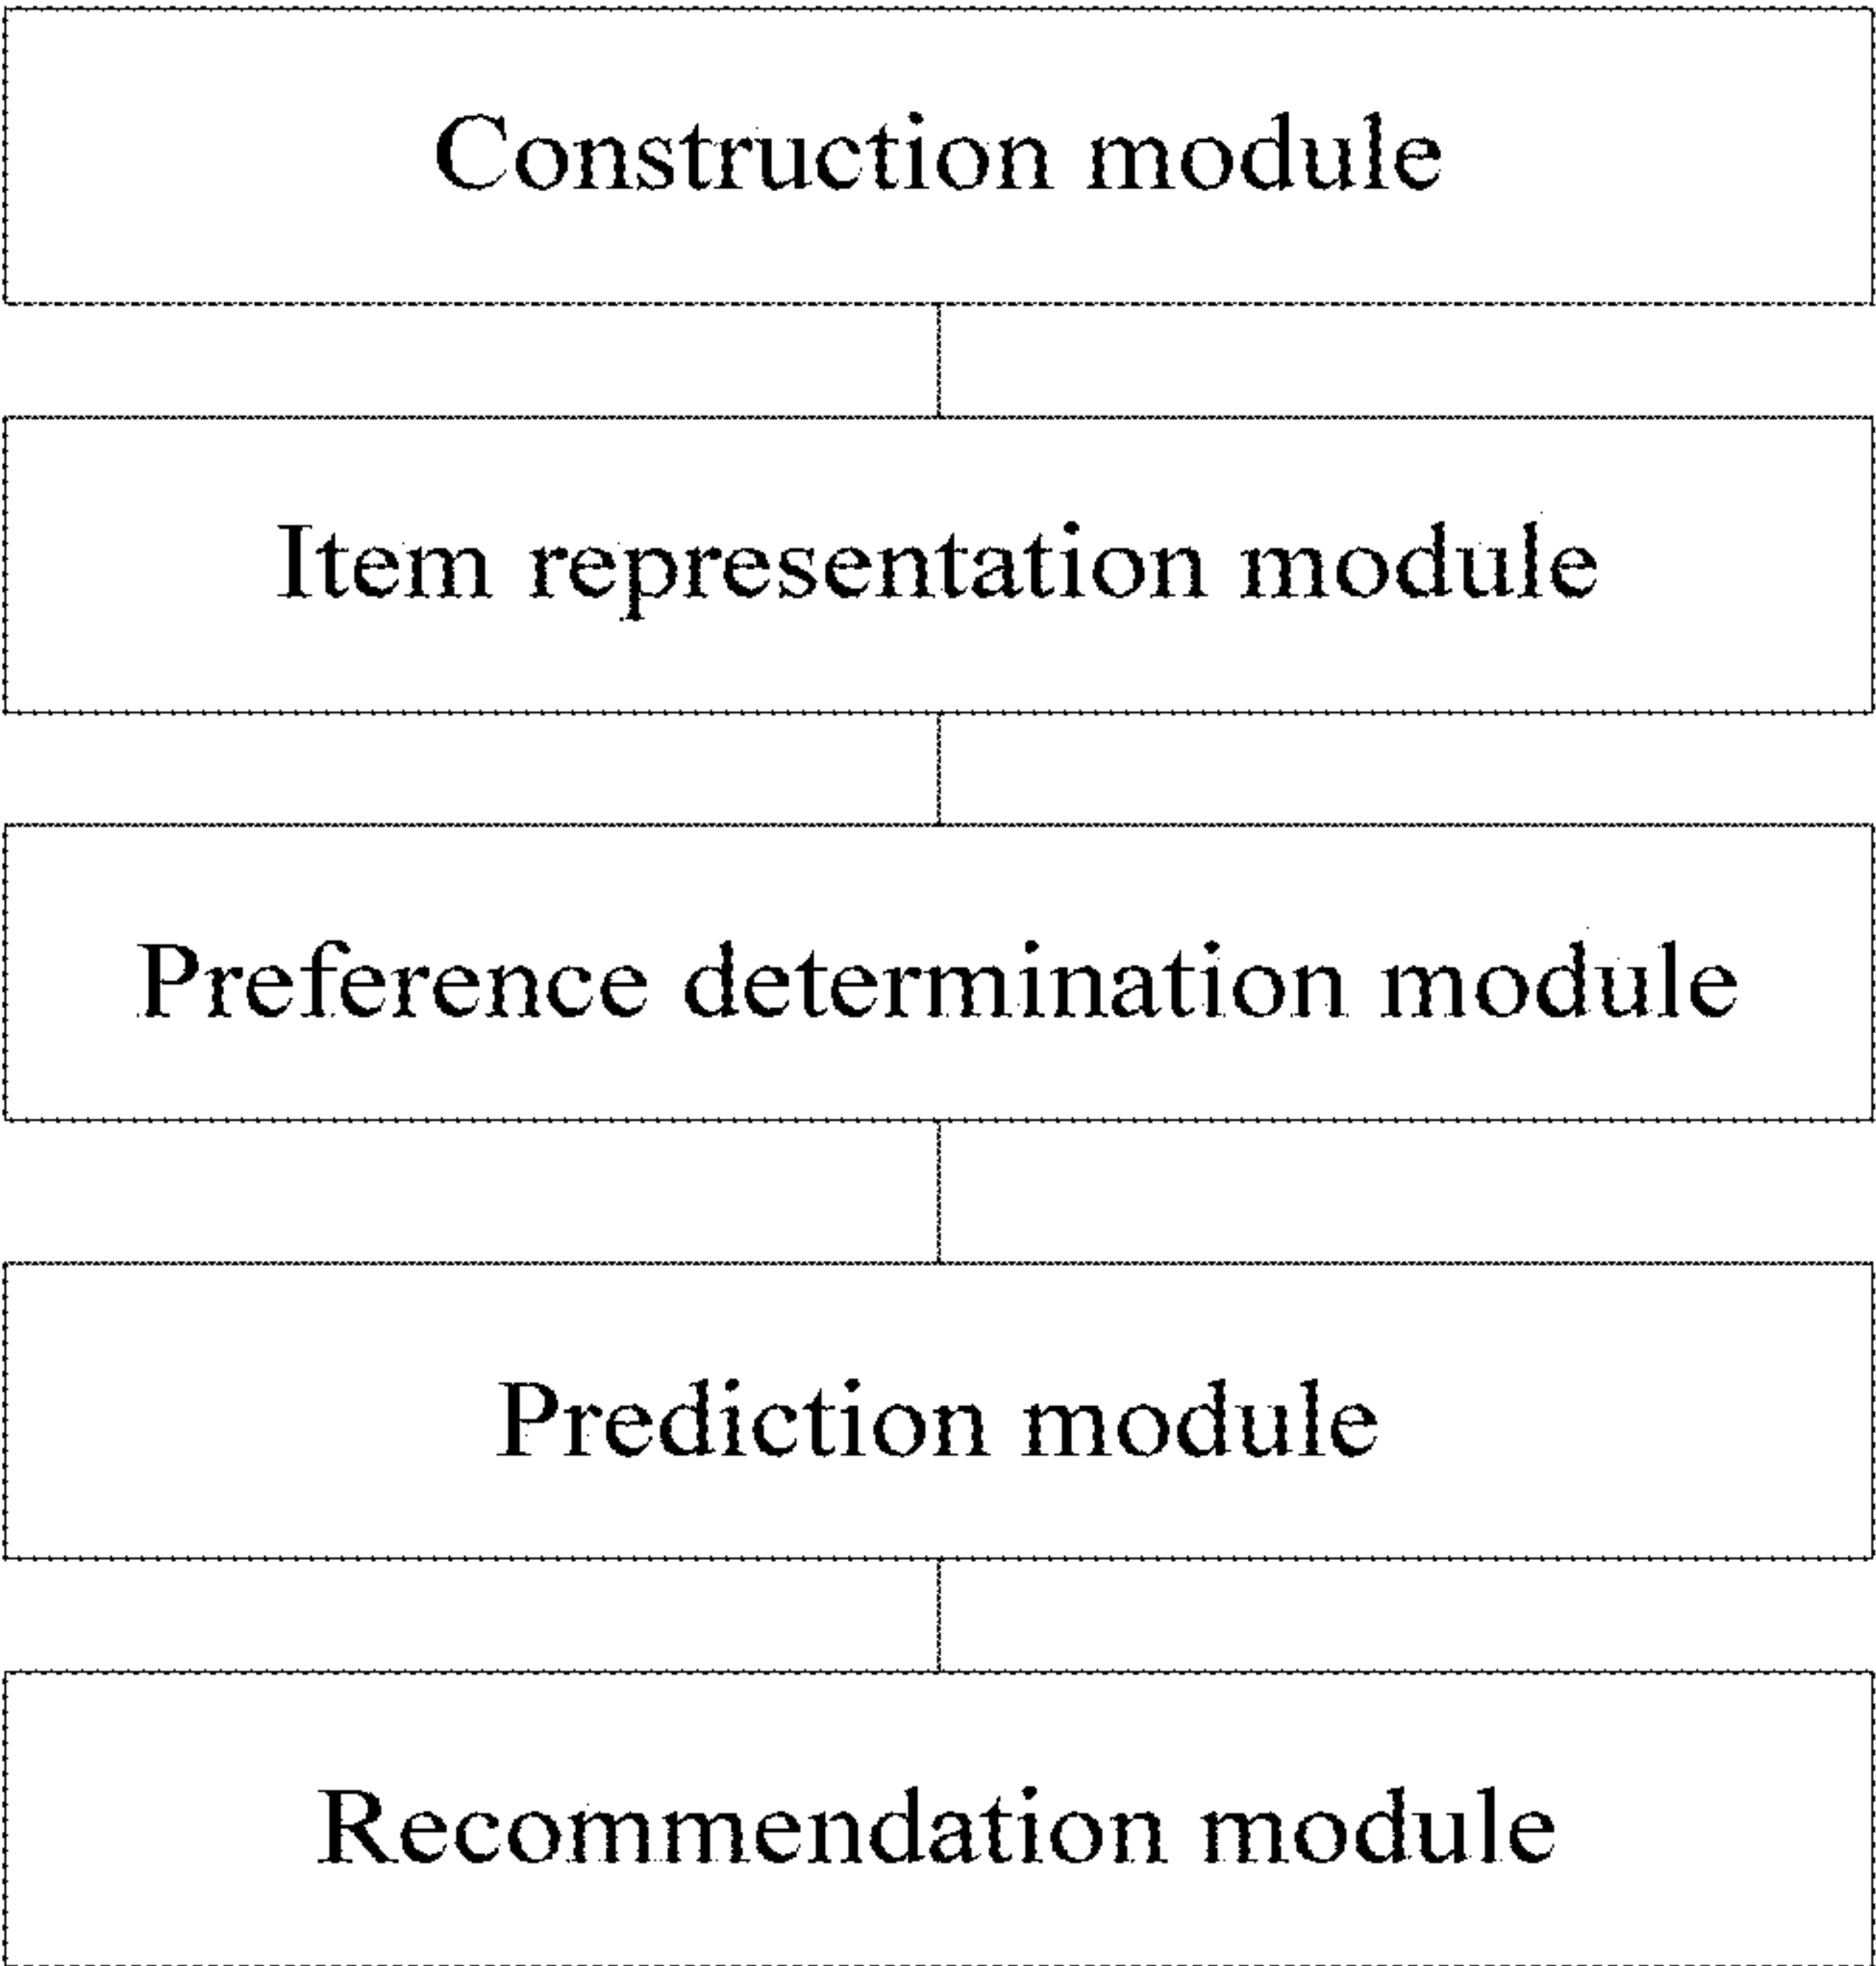 Construction module
Item representation module
Preference determination module
Prediction module
Recommendation module